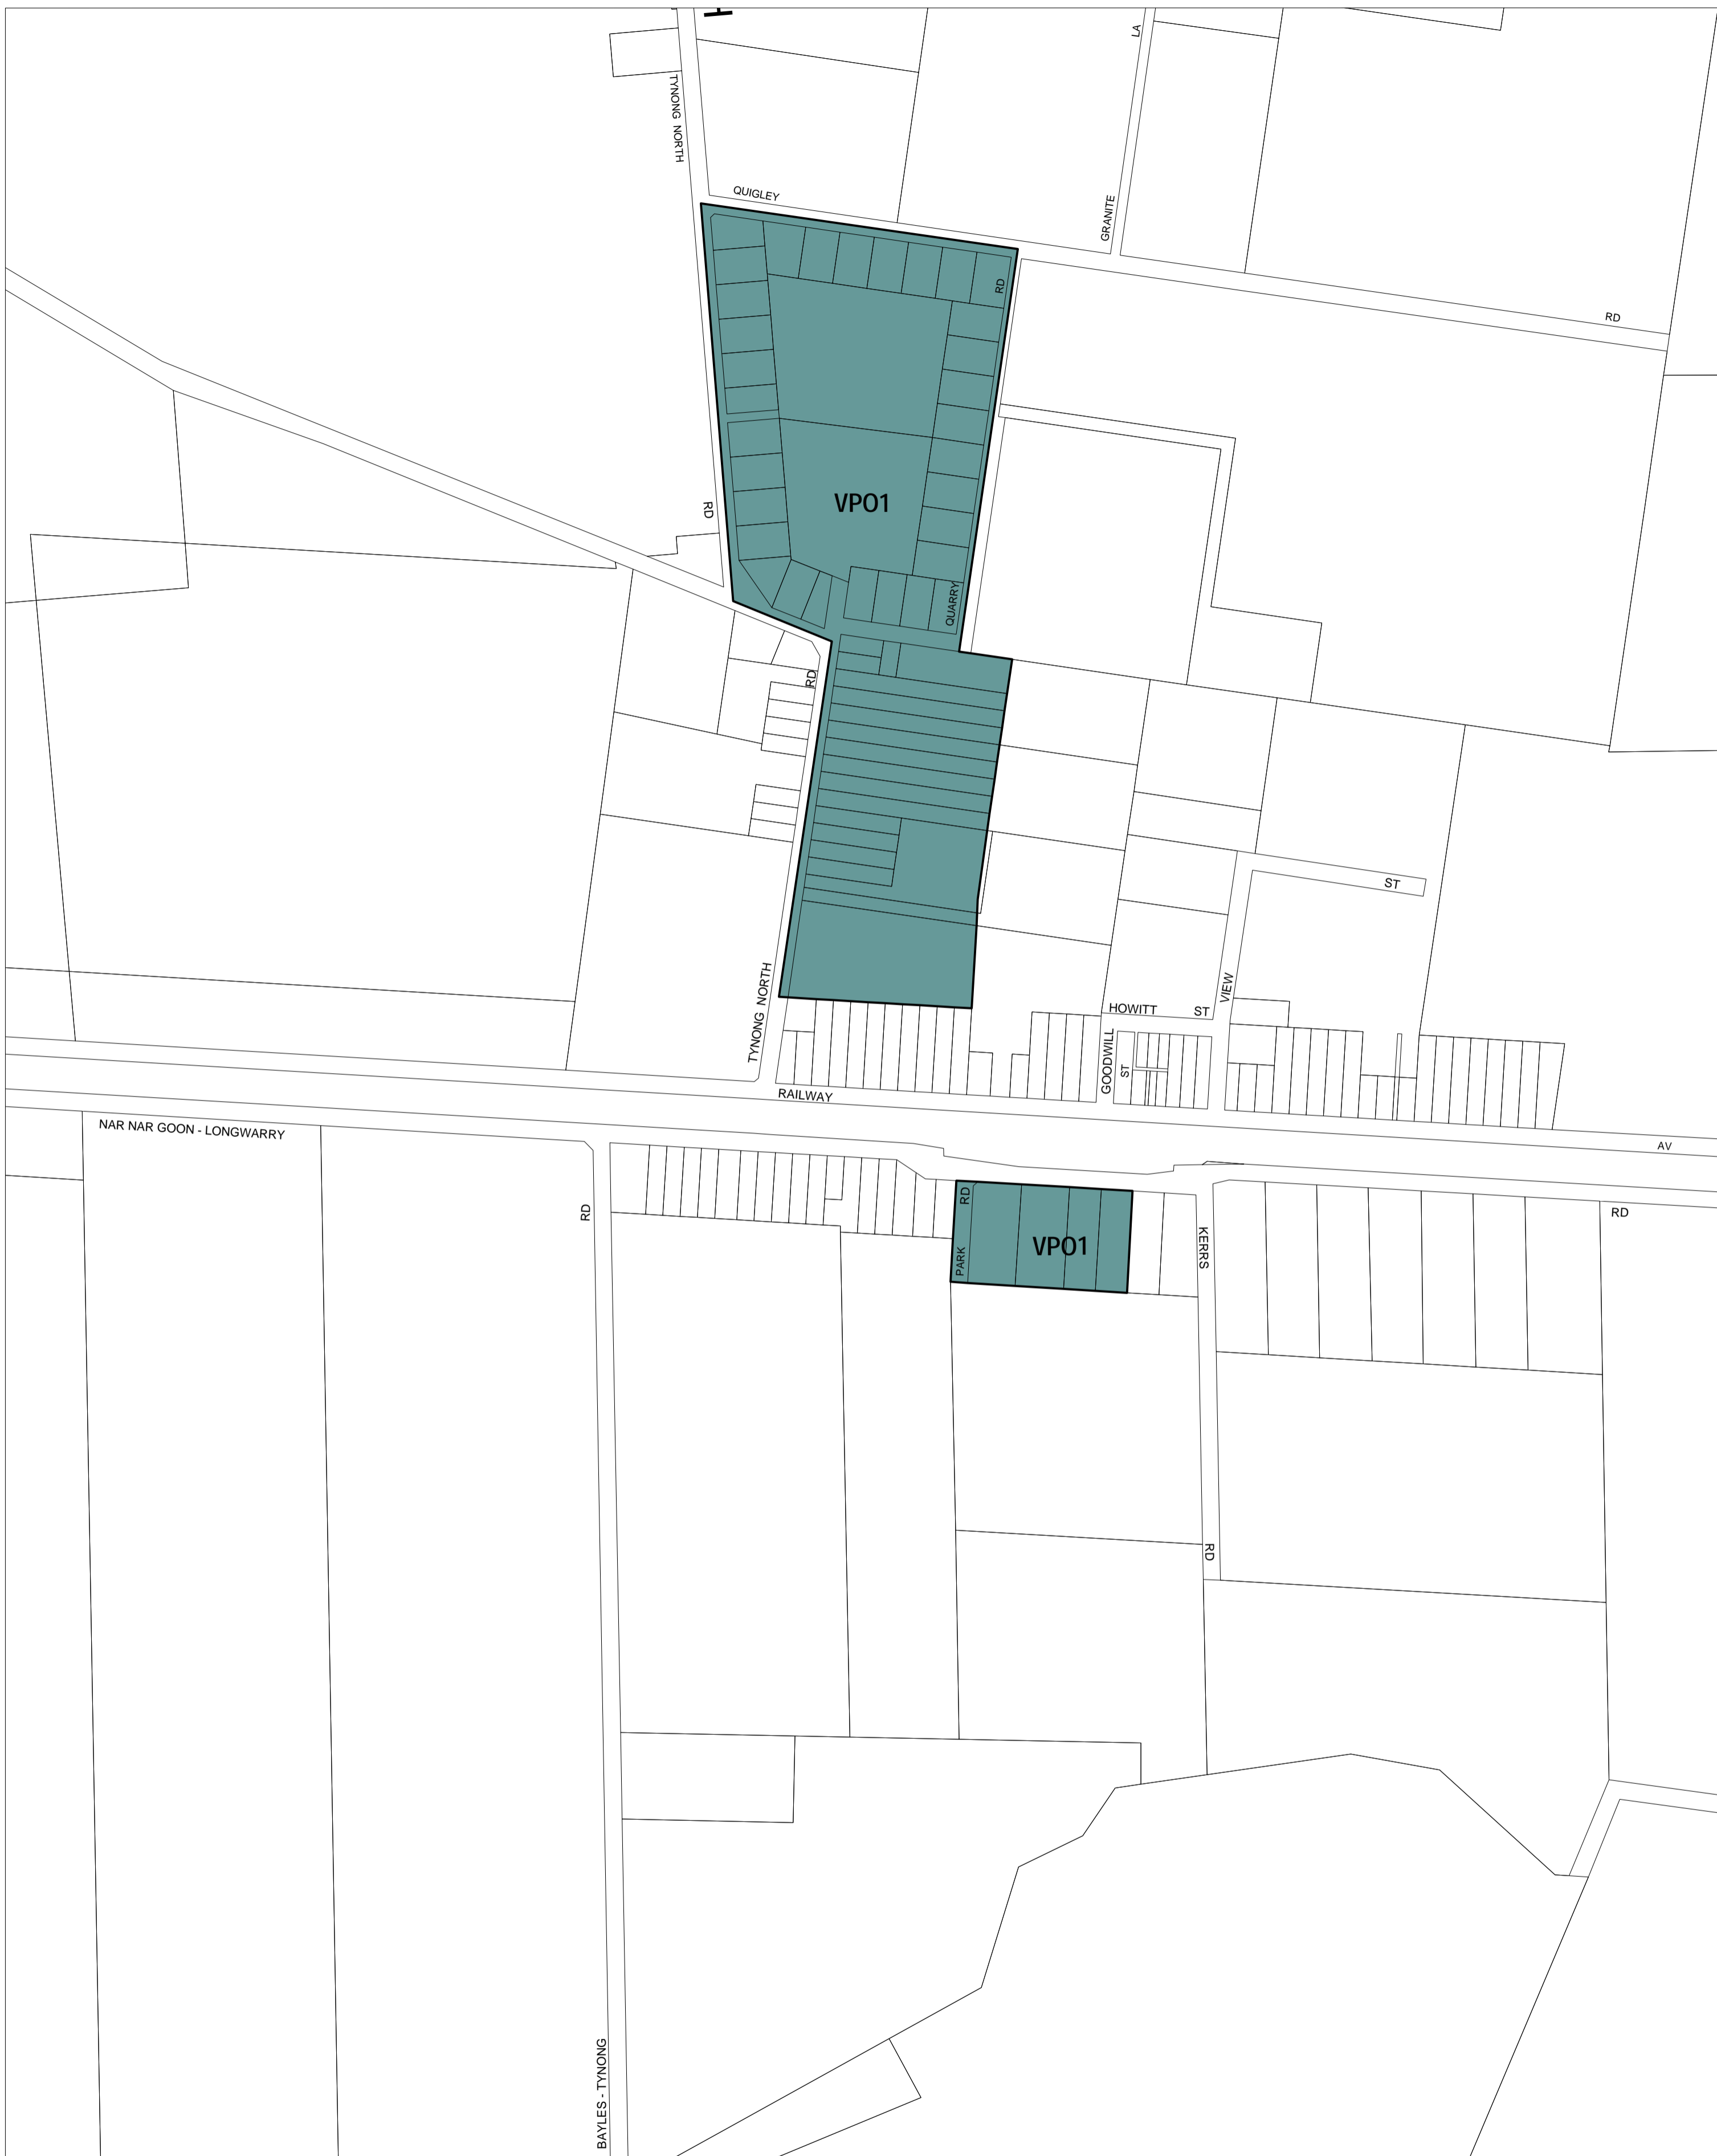 LA
TYNONG NORTH
QUIGLEY
GRANITE
RD
RD
VPO1
RD
QUARRY
RD
ST
TYNONG NORTH
VIEW
HOWITT ST
GOODWILL
ST
RAILWAY
NAR NAR GOON - LONGWARRY
AV
RD
RD
PARK
VPO1
KERRS
RD
RD
BAYLES - TYNONG